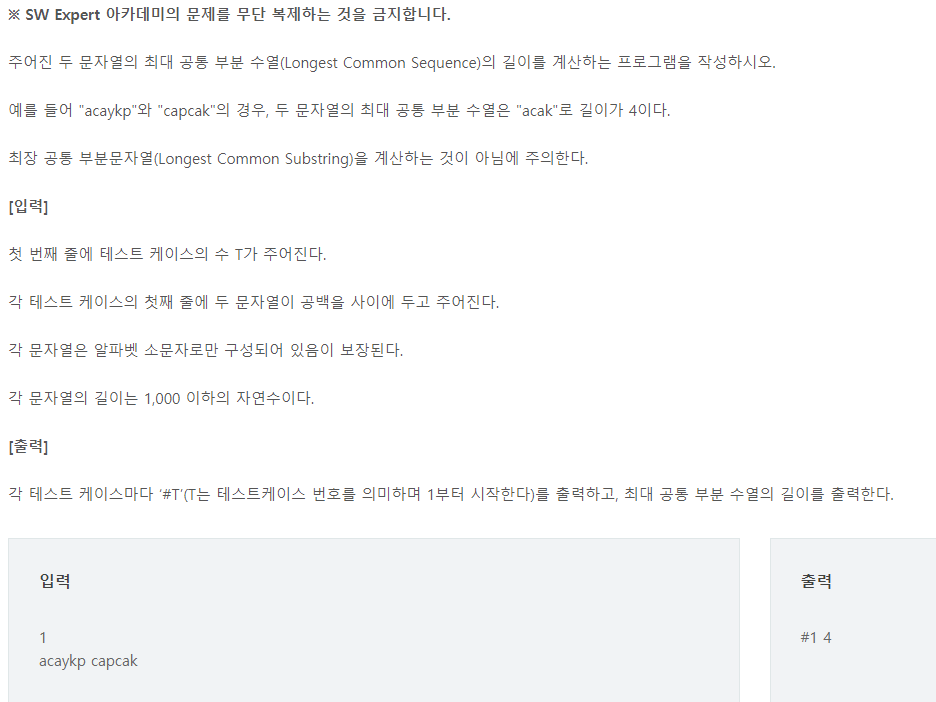 ※ SW Expert 아카데미의 문제를 무단 복제하는 것을 금지합니다.
주어진 두 문자열의 최대 공통 부분 수열(Longest Common Sequence)의 길이를 계산하는 프로그램을 작성하시오.
예를 들어 "acaykp"와 "capcak"의 경우, 두 문자열의 최대 공통 부분 수열은 "acak"로 길이가 4이다.
최장 공통 부분문자열(Longest Common Substring)을 계산하는 것이 아님에 주의한다.
[입력]
첫 번째 줄에 테스트 케이스의 수 T가 주어진다.
각 테스트 케이스의 첫째 줄에 두 문자열이 공백을 사이에 두고 주어진다.
각 문자열은 알파벳 소문자로만 구성되어 있음이 보장된다.
각 문자열의 길이는 1,000 이하의 자연수이다.
[출력]
각 테스트 케이스마다 ‘#T’(T는 테스트케이스 번호를 의미하며 1부터 시작한다)를 출력하고, 최대 공통 부분 수열의 길이를 출력한다.
입력
1
acaykp capcak
출력
#1 4